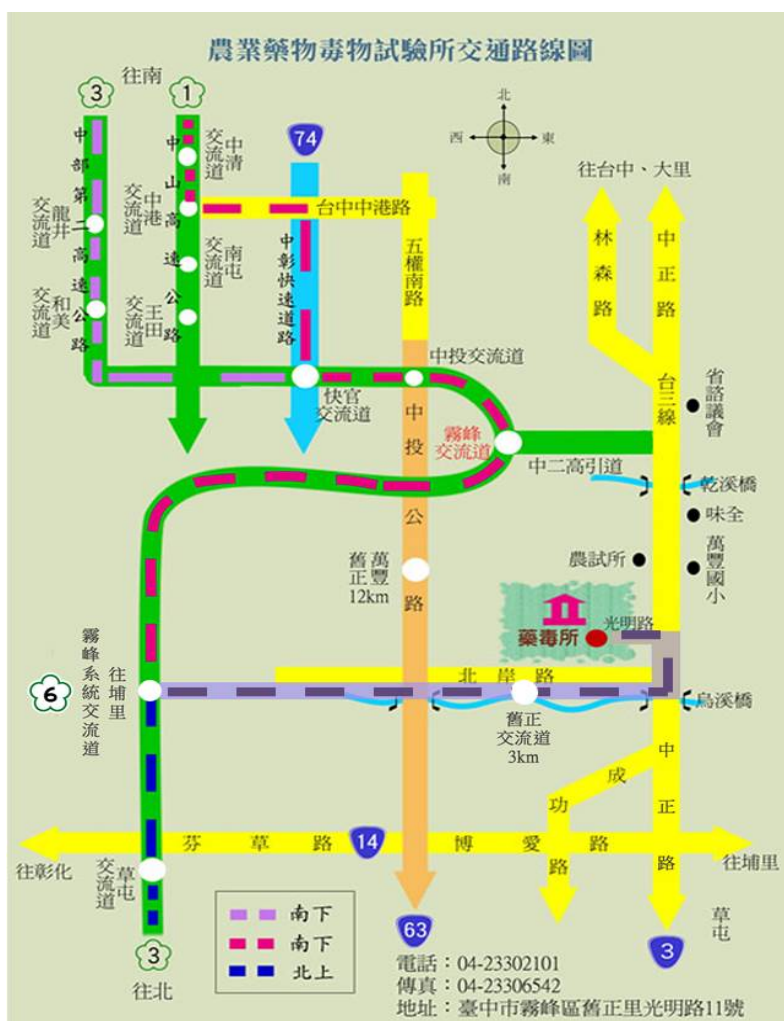 農業藥物毒物試驗所交通路線圖
往南
3
1
74
北
西
東
南
往台中、大里
中部第二高速公路
中山高速公路
中清交流道
中港交流道
南屯交流道
王田交流道
龍井交流道
和美交流道
台中中港路
中彰快速道路
五權南路
林森路
中正路
台三線
省諮議會
中投交流道
快官
交流道
霧峰
交流道
中二高引道
乾溪橋
味全
農試所
萬豐國小
中投公路
萬豐
舊正
12km
光明路
藥毒所
6
霧峰系統交流道
往埔里
北岸路
舊正
交流道
3km
烏溪橋
成功路
中正路
芬草路
14
博愛路
往彰化
往埔里
草屯交流道
草屯
3
往北
南下
南下
北上
63
3
電話：04-23302101
傳真：04-23306542
地址：臺中市霧峰區舊正里光明路11號